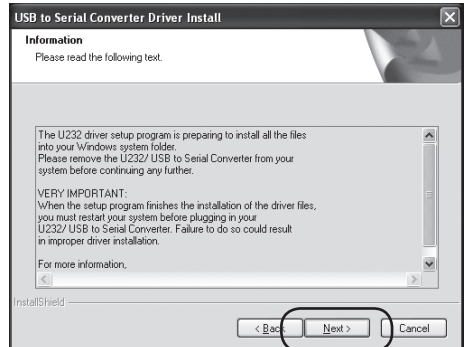 USB to Serial Converter Driver Install
Information
Please read the following text.
The U232 driver setup program is preparing to install all the files
into your Windows system folder.
Please remove the U232/ USB to Serial Converter from your
system before continuing any further.
VERY IMPORTANT:
When the setup program finishes the installation of the driver files,
you must restart your system before plugging in your
U232/ USB to Serial Converter. Failure to do so could result
in improper driver installation.
For more information,
InstallShield
< Back Next > Cancel